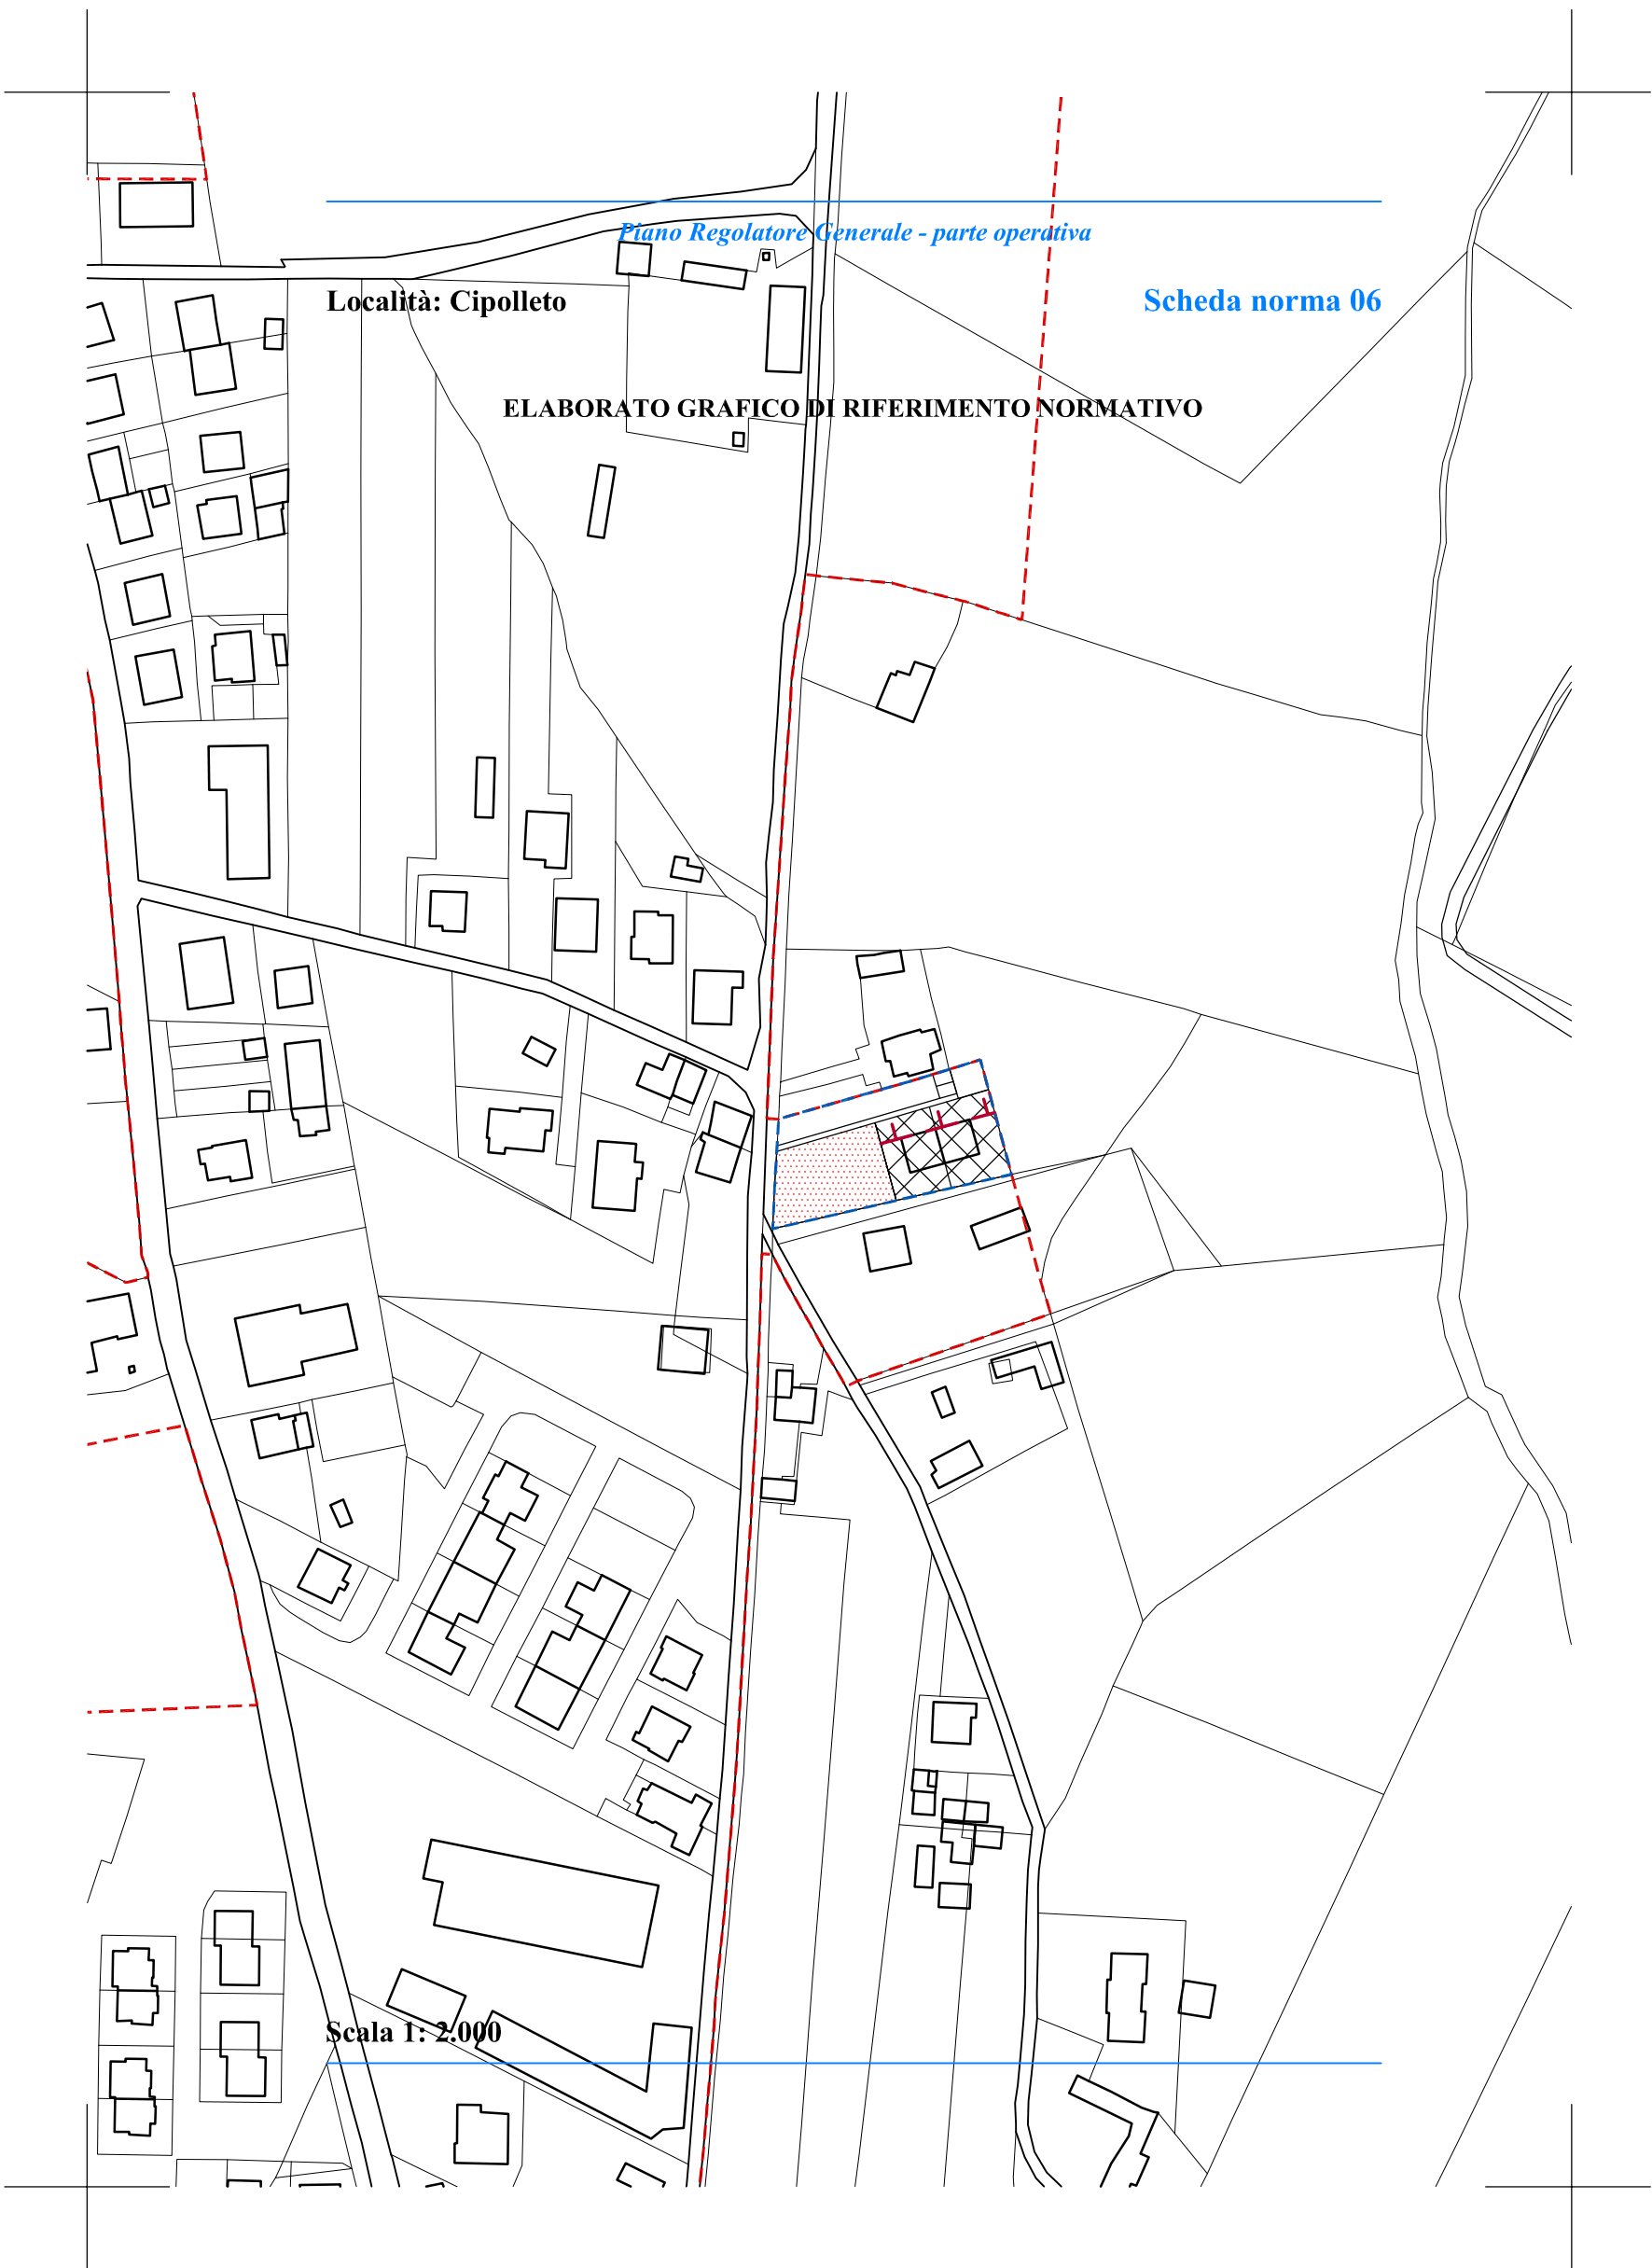 Piano Regolatore Generale - parte operativa
Località: Cipolleto
Scheda norma 06
ELABORATO GRAFICO DI RIFERIMENTO NORMATIVO
Scala 1: 2.000